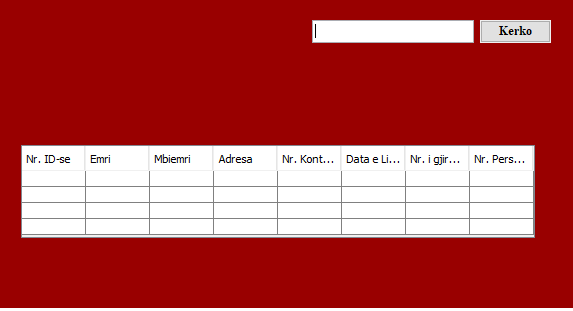 Kerko
Nr. ID-se Emri Mbiemri Adresa Nr. Kont... Data e Li... Nr. i gjir... Nr. Pers...